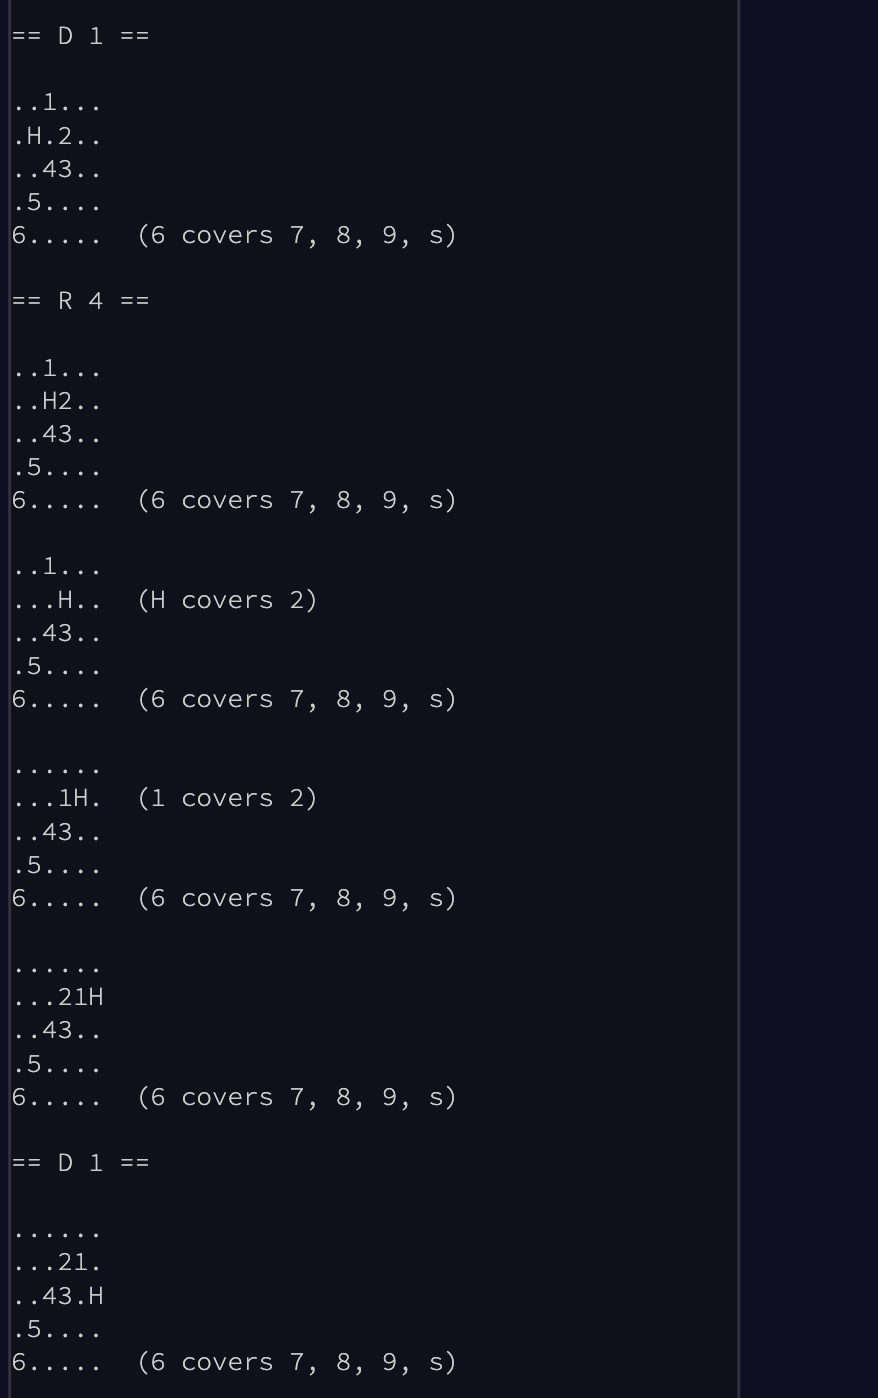 == D 1 ==
..1...
.H.2..
..43..
.5....
6.....  (6 covers 7, 8, 9, s)
== R 4 ==
..1...
..H2..
..43..
.5....
6.....  (6 covers 7, 8, 9, s)
..1...
...H..  (H covers 2)
..43..
.5....
6.....  (6 covers 7, 8, 9, s)
......
...1H.  (1 covers 2)
..43..
.5....
6.....  (6 covers 7, 8, 9, s)
......
...21H
..43..
.5....
6.....  (6 covers 7, 8, 9, s)
== D 1 ==
......
...21.
..43.H
.5....
6.....  (6 covers 7, 8, 9, s)